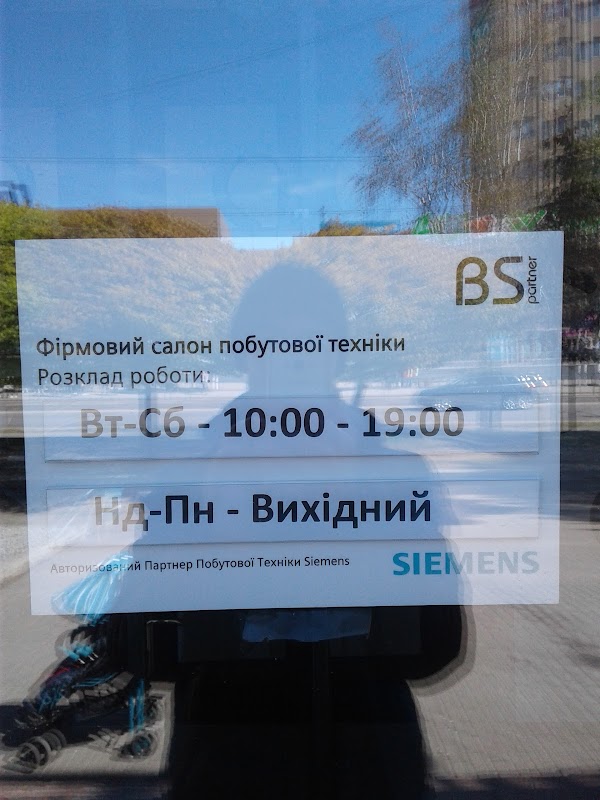 BS
partner
Фірмовий салон побутової техніки
Розклад роботи:
Вт-Сб - 10:00 - 19:00
Нд-Пн - Вихідний
Авторизований Партнер Побутової Техніки Siemens
SIEMENS